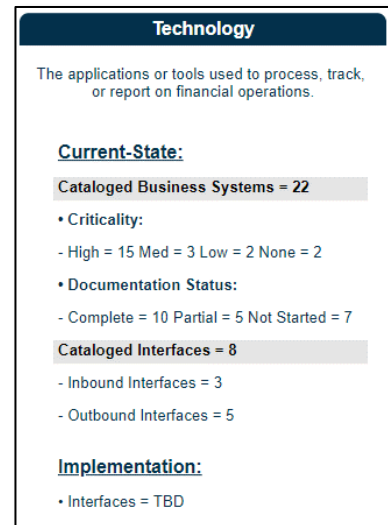 Technology
The applications or tools used to process, track,
or report on financial operations.
Current-State:
Cataloged Business Systems = 22
• Criticality:
- High = 15 Med = 3 Low = 2 None = 2
• Documentation Status:
- Complete = 10 Partial = 5 Not Started = 7
Cataloged Interfaces = 8
- Inbound Interfaces = 3
- Outbound Interfaces = 5
Implementation:
• Interfaces = TBD